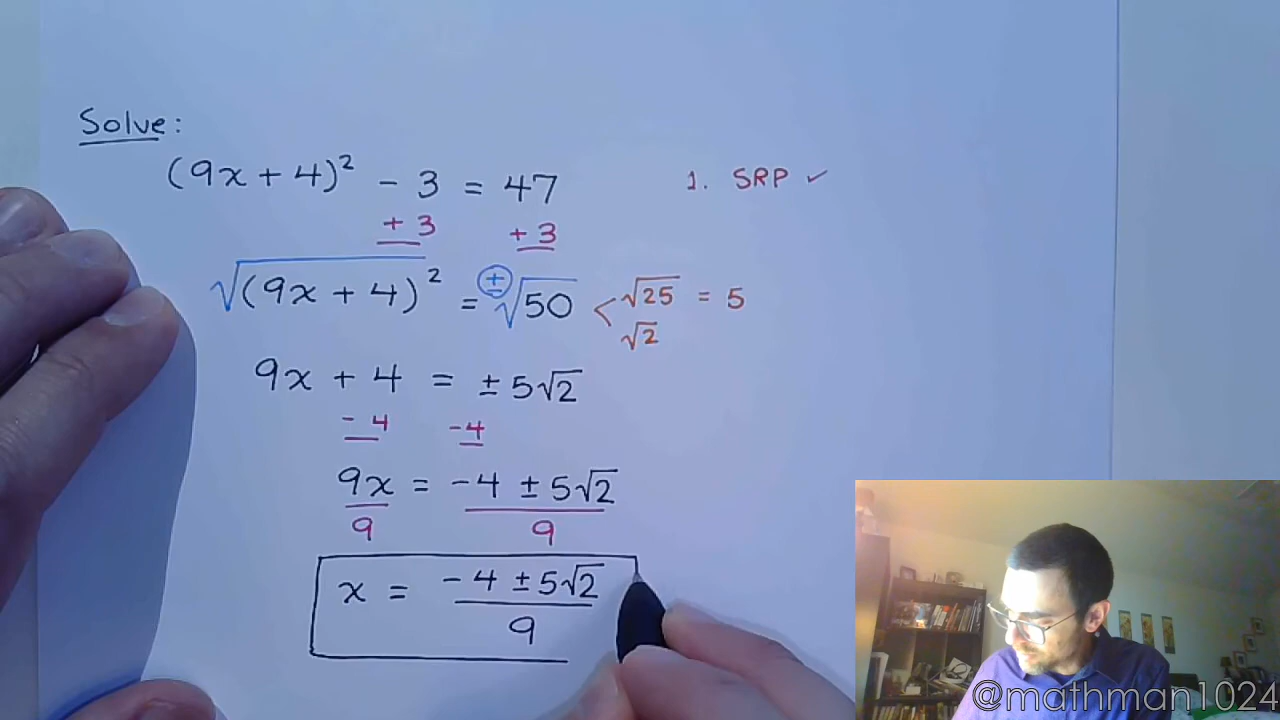 Solve:
(9x + 4)² - 3 = 47
1. SRP ✓
+ 3 + 3
√(9x + 4)² = ±√50 < √25 = 5
√2
9x + 4 = ± 5√2
- 4 -4
9x = -4 ± 5√2
9 9
x = -4 ± 5√2
9
@mathman1024